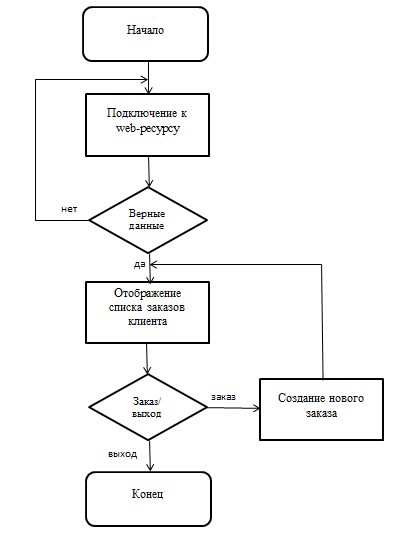 Начало
Подключение к
web-ресурсу
Верные
данные
нет
да
Отображение
списка заказов
клиента
Заказ/
выход
заказ
Создание нового
заказа
выход
Конец